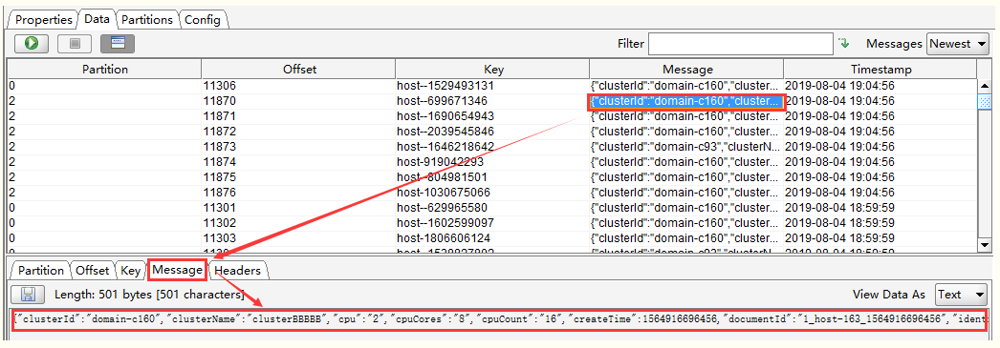 Properties Data Partitions Config
Filter Messages Newest
Partition Offset Key Message Timestamp
0 11306 host--1529493131 {"clusterId":"domain-c160","cluster... 2019-08-04 19:04:56
2 11870 host--699671346 {"clusterId":"domain-c160","cluster... 2019-08-04 19:04:56
2 11871 host--1690654943 {"clusterId":"domain-c160","cluster... 2019-08-04 19:04:56
2 11872 host--2039545846 {"clusterId":"domain-c160","cluster... 2019-08-04 19:04:56
2 11873 host--1646218642 {"clusterId":"domain-c93","clusterN... 2019-08-04 19:04:56
2 11874 host-919042293 {"clusterId":"domain-c160","cluster... 2019-08-04 19:04:56
2 11875 host--804981501 {"clusterId":"domain-c160","cluster... 2019-08-04 19:04:56
2 11876 host-1030675066 {"clusterId":"domain-c160","cluster... 2019-08-04 19:04:56
0 11301 host--629965580 {"clusterId":"domain-c160","cluster... 2019-08-04 18:59:59
0 11302 host--1602599097 {"clusterId":"domain-c160","cluster... 2019-08-04 18:59:59
0 11303 host-1806606124 {"clusterId":"domain-c160","cluster... 2019-08-04 18:59:59
Partition Offset Key Message Headers
Length: 501 bytes [501 characters] View Data As Text
{"clusterId":"domain-c160","clusterName":"clusterBBBBB","cpu":"2","cpuCores":"8","cpuCount":"16","createTime":1564916696456,"documentId":"1_host-163_1564916696456","ident